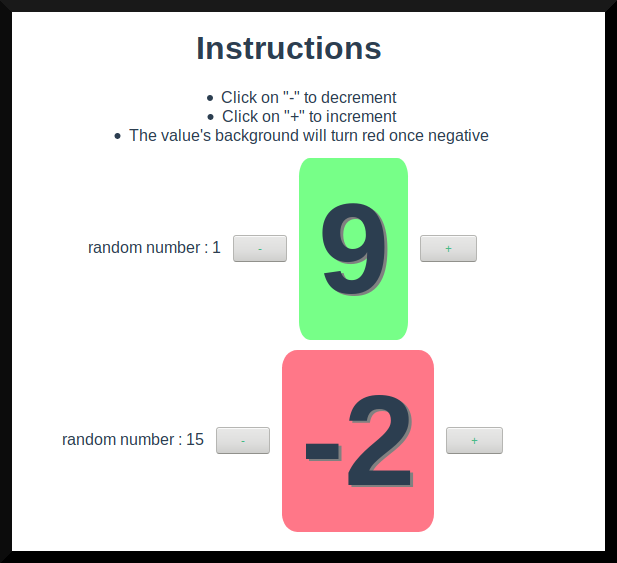 Instructions
• Click on "-" to decrement
• Click on "+" to increment
• The value's background will turn red once negative
random number : 1 - 9 +
random number : 15 - -2 +